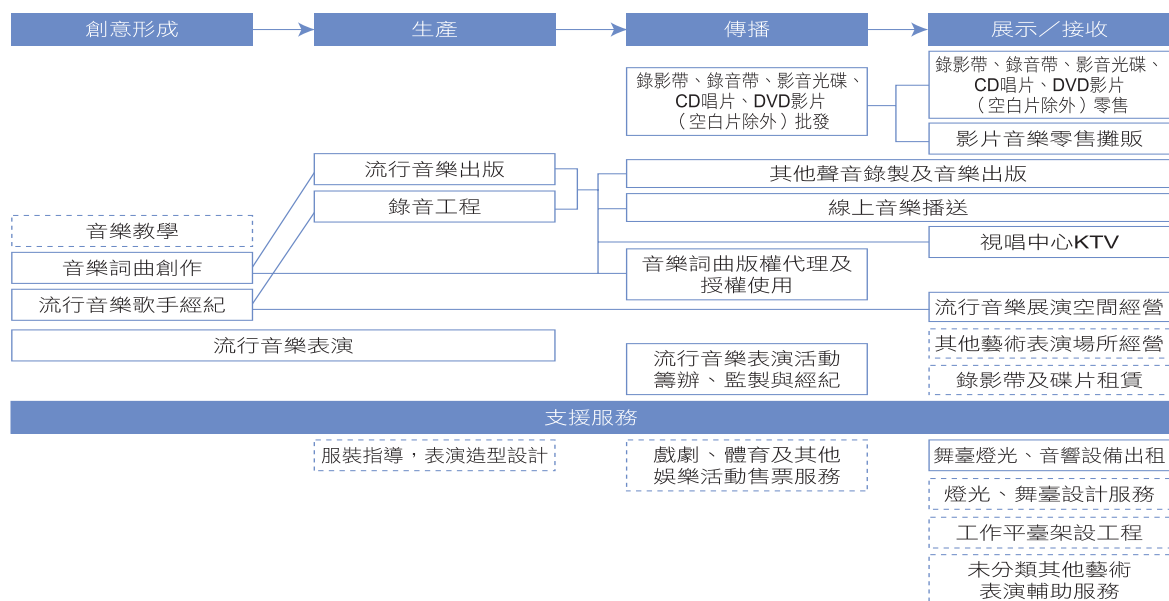 創意形成
生產
傳播
展示／接收
錄影帶、錄音帶、影音光碟、
CD唱片、DVD影片
（空白片除外）批發
錄影帶、錄音帶、影音光碟、
CD唱片、DVD影片
（空白片除外）零售
影片音樂零售攤販
流行音樂出版
錄音工程
其他聲音錄製及音樂出版
線上音樂播送
視唱中心KTV
音樂教學
音樂詞曲創作
流行音樂歌手經紀
音樂詞曲版權代理及
授權使用
流行音樂展演空間經營
流行音樂表演
流行音樂表演活動
籌辦、監製與經紀
其他藝術表演場所經營
錄影帶及碟片租賃
支援服務
服裝指導，表演造型設計
戲劇、體育及其他
娛樂活動售票服務
舞臺燈光、音響設備出租
燈光、舞臺設計服務
工作平臺架設工程
未分類其他藝術
表演輔助服務